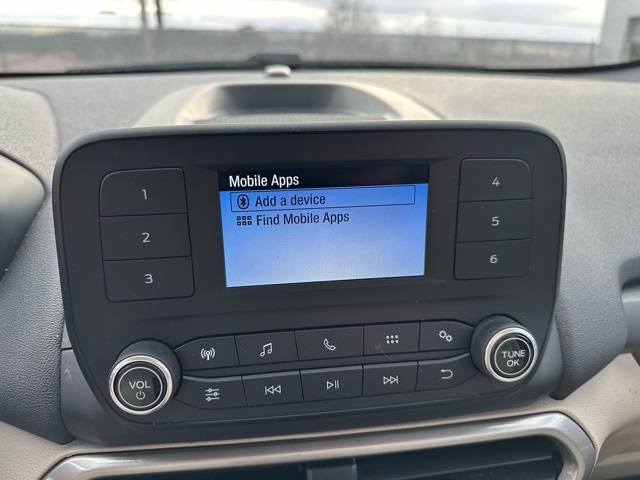 Mobile Apps
Add a device
Find Mobile Apps
1
2
3
4
5
6
VOL
TUNE
OK